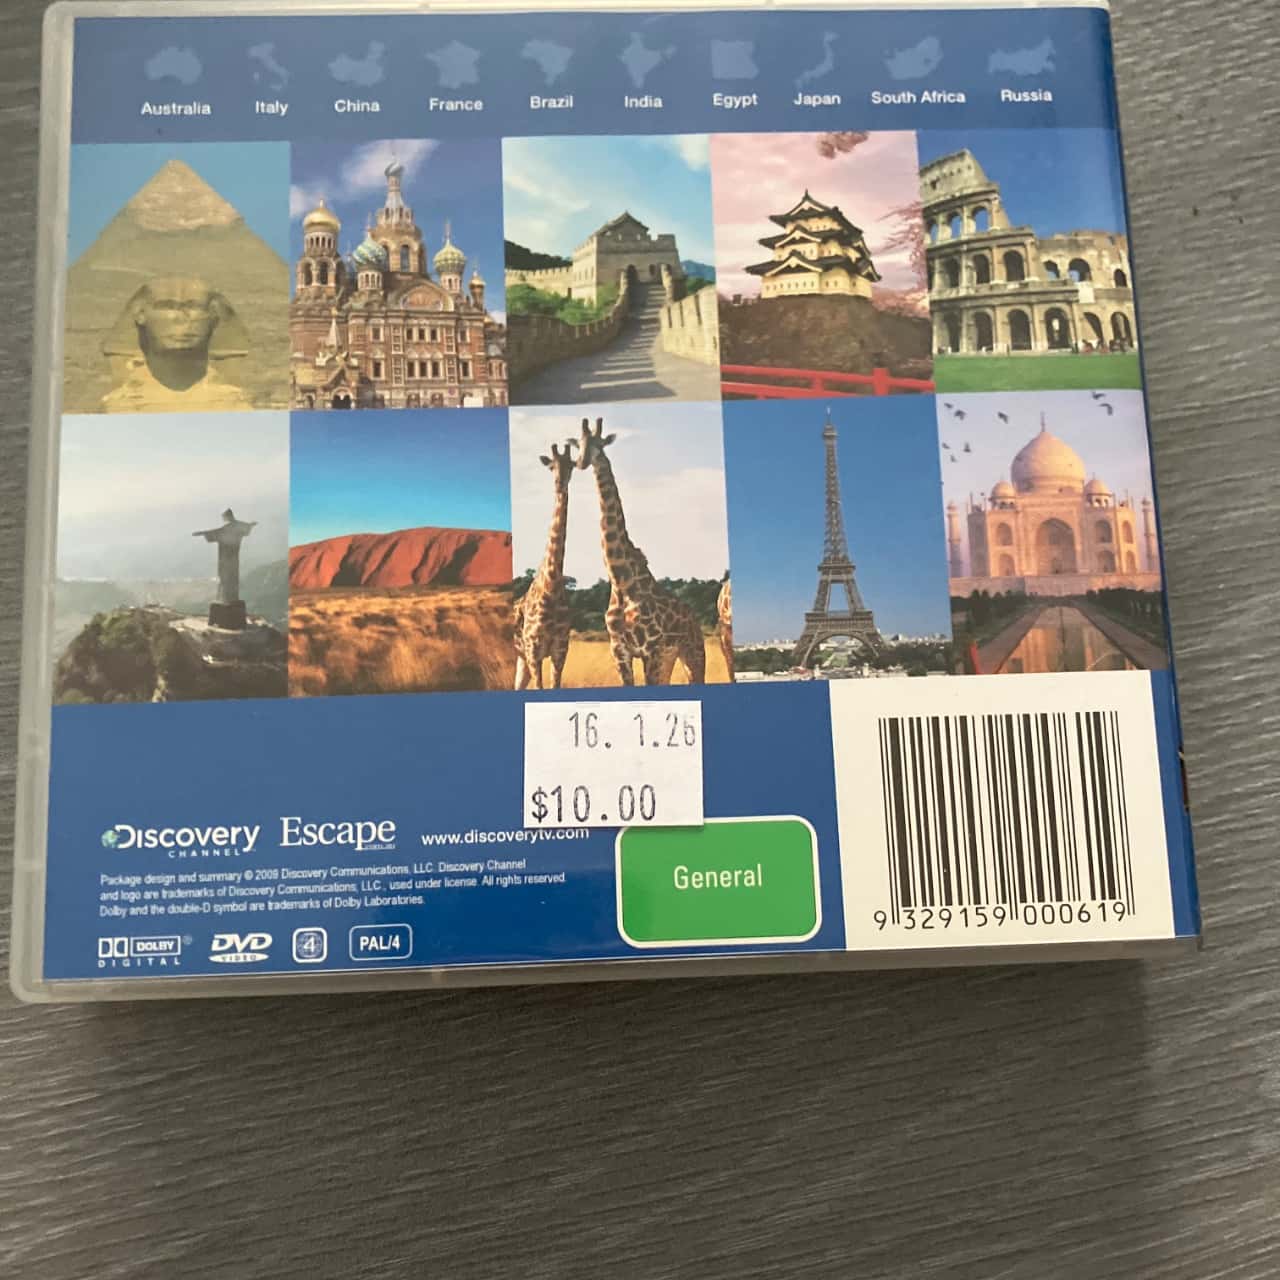 Australia Italy China France Brazil India Egypt Japan South Africa Russia
16. 1.26
$10.00
Discovery
CHANNEL
Escape
.com.au
www.discoverytv.com
General
Package design and summary © 2009 Discovery Communications, LLC. Discovery Channel
and logo are trademarks of Discovery Communications, LLC., used under license. All rights reserved.
Dolby and the double-D symbol are trademarks of Dolby Laboratories.
DOLBY
DIGITAL
DVD
VIDEO
4
PAL/4
9 329159 000619